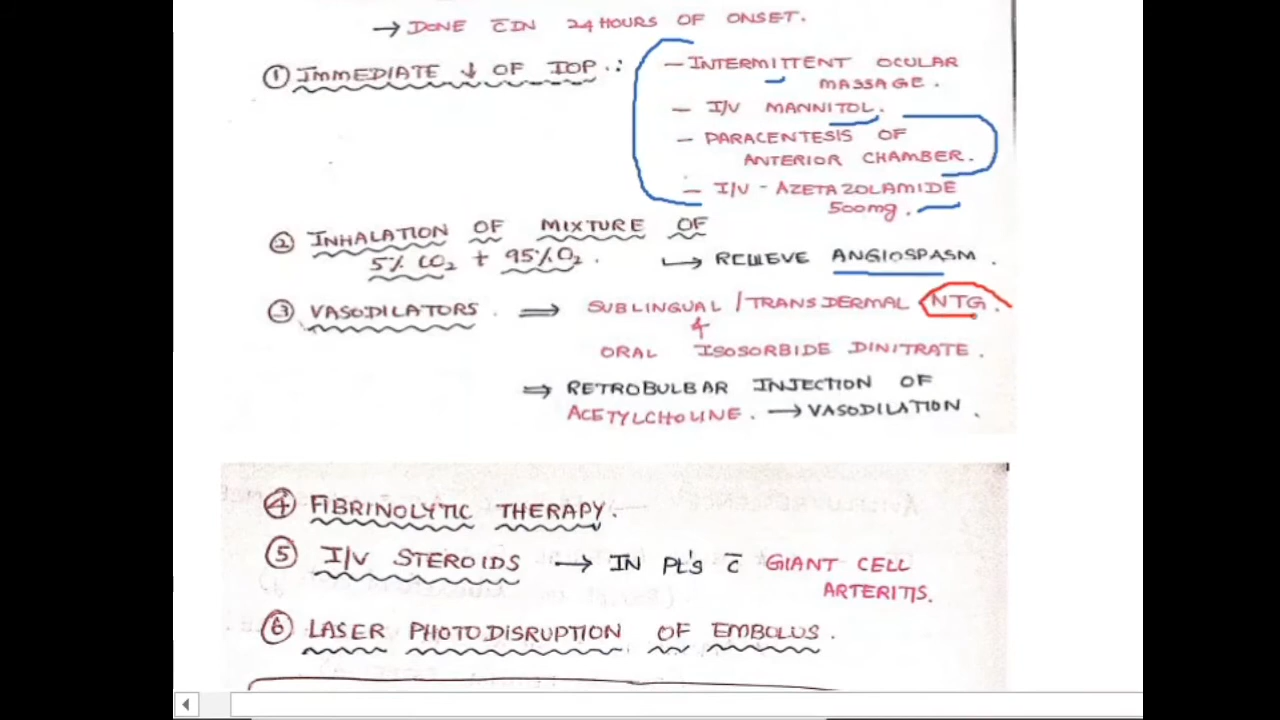 → DONE C̅IN 24 HOURS OF ONSET.
① IMMEDIATE ↓ OF IOP :
— INTERMITTENT OCULAR
MASSAGE.
— I/V MANNITOL.
— PARACENTESIS OF
ANTERIOR CHAMBER.
— I/V - AZETAZOLAMIDE
500mg.
② INHALATION OF MIXTURE OF
5% CO₂ + 95% O₂. → RELIEVE ANGIOSPASM.
③ VASODILATORS ⇒ SUBLINGUAL / TRANSDERMAL NTG.
&
ORAL ISOSORBIDE DINITRATE.
⇒ RETROBULBAR INJECTION OF
ACETYLCHOLINE. → VASODILATION.
④ FIBRINOLYTIC THERAPY.
⑤ I/V STEROIDS → IN Pt's c̅ GIANT CELL
ARTERITIS.
⑥ LASER PHOTODISRUPTION OF EMBOLUS.